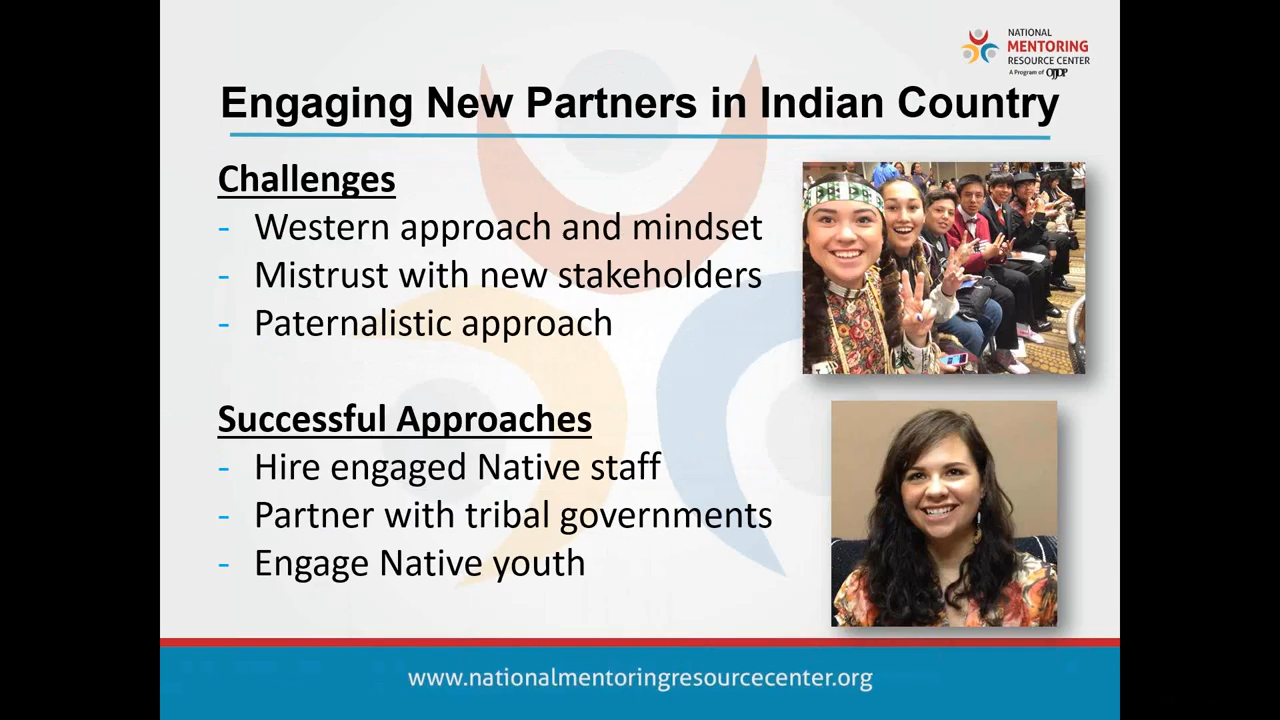 NATIONAL
MENTORING
RESOURCE CENTER
A Program of OJJDP
Engaging New Partners in Indian Country
Challenges
- Western approach and mindset
- Mistrust with new stakeholders
- Paternalistic approach
Successful Approaches
- Hire engaged Native staff
- Partner with tribal governments
- Engage Native youth
www.nationalmentoringresourcecenter.org